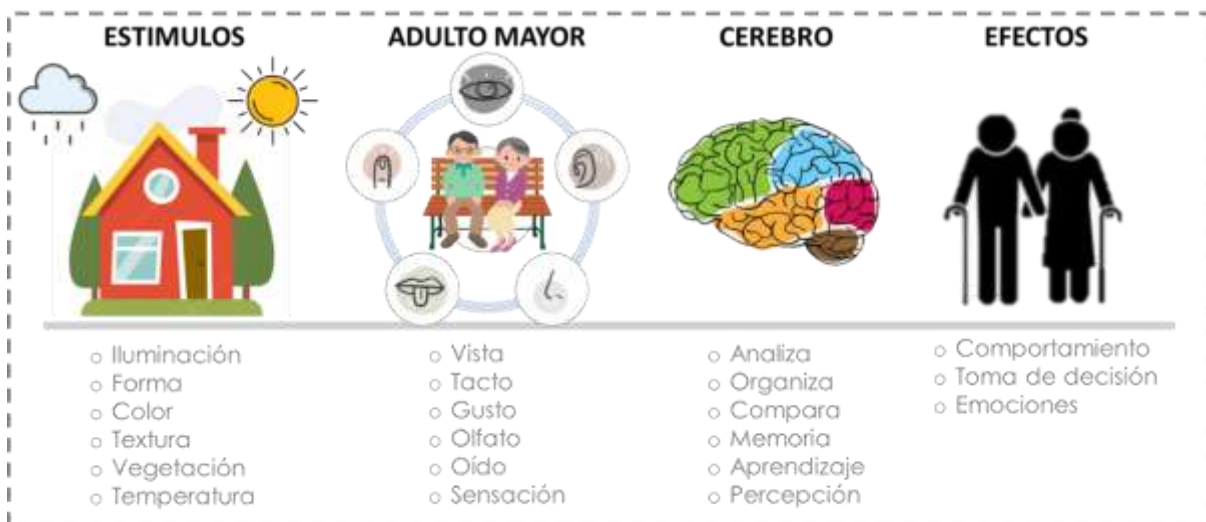 ESTIMULOS
ADULTO MAYOR
CEREBRO
EFECTOS
o Iluminación
o Forma
o Color
o Textura
o Vegetación
o Temperatura
o Vista
o Tacto
o Gusto
o Olfato
o Oído
o Sensación
o Analiza
o Organiza
o Compara
o Memoria
o Aprendizaje
o Percepción
o Comportamiento
o Toma de decisión
o Emociones